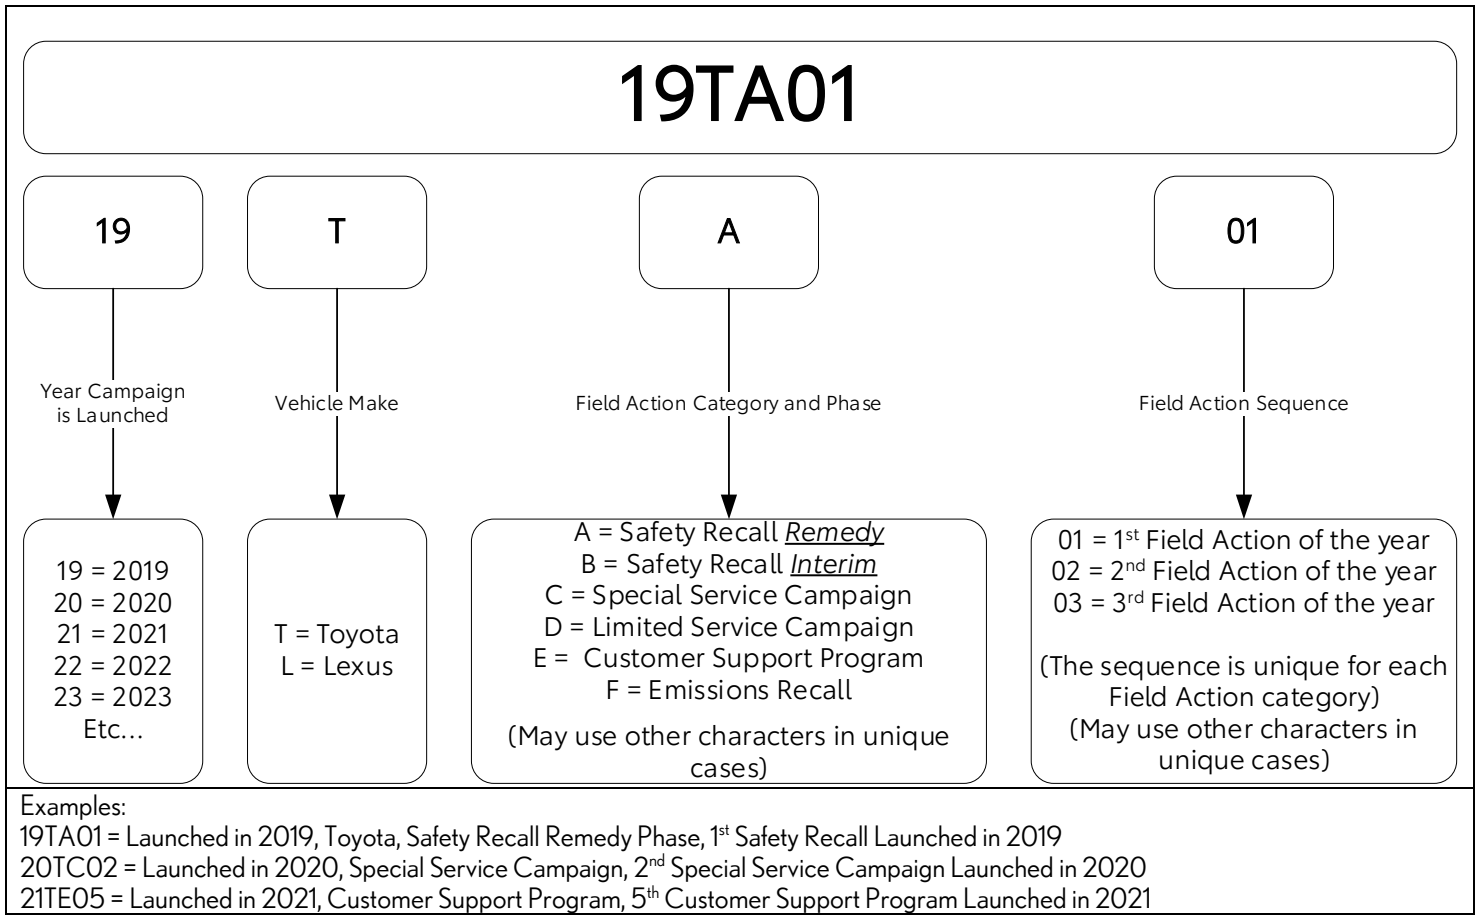 19TA01
19
T
A
01
Year Campaign
is Launched
Vehicle Make
Field Action Category and Phase
Field Action Sequence
19 = 2019
20 = 2020
21 = 2021
22 = 2022
23 = 2023
Etc...
T = Toyota
L = Lexus
A = Safety Recall Remedy
B = Safety Recall Interim
C = Special Service Campaign
D = Limited Service Campaign
E =  Customer Support Program
F = Emissions Recall
(May use other characters in unique
cases)
01 = 1st Field Action of the year
02 = 2nd Field Action of the year
03 = 3rd Field Action of the year
(The sequence is unique for each
Field Action category)
(May use other characters in
unique cases)
Examples:
19TA01 = Launched in 2019, Toyota, Safety Recall Remedy Phase, 1st Safety Recall Launched in 2019
20TC02 = Launched in 2020, Special Service Campaign, 2nd Special Service Campaign Launched in 2020
21TE05 = Launched in 2021, Customer Support Program, 5th Customer Support Program Launched in 2021